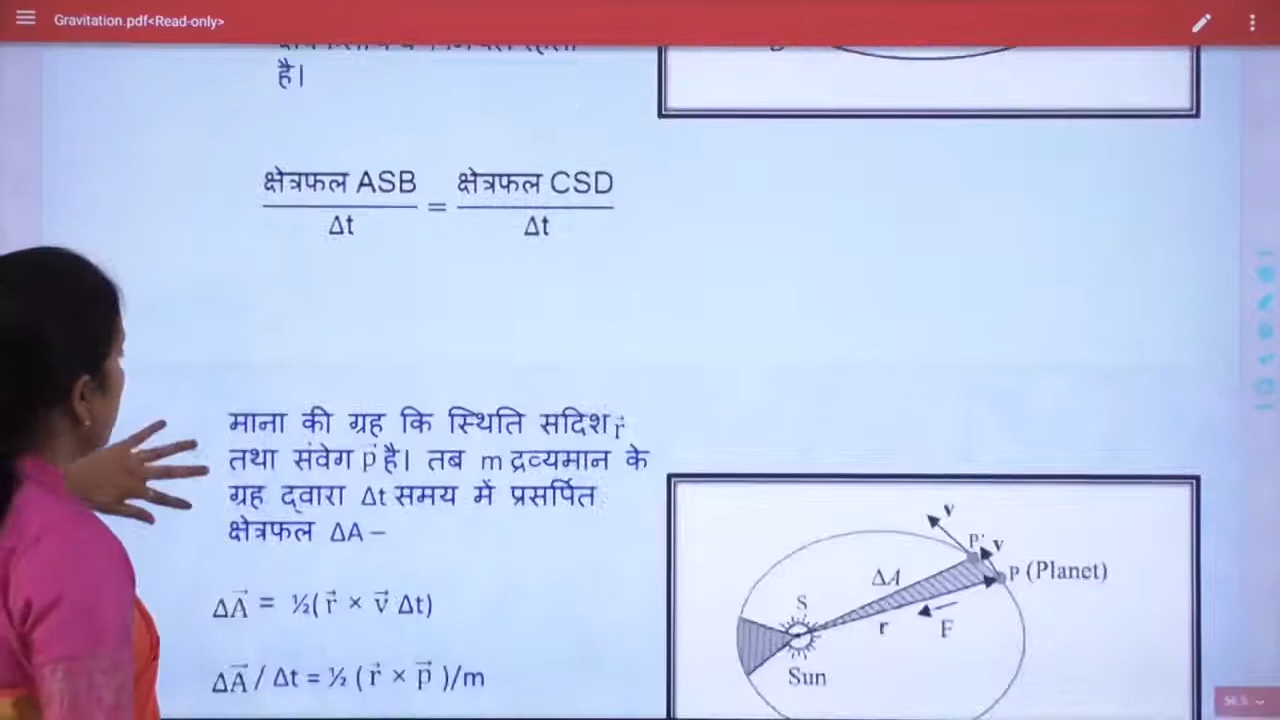 Gravitation.pdf<Read-only>
है।
क्षेत्रफल ASB / Δt = क्षेत्रफल CSD / Δt
माना की ग्रह कि स्थिति सदिश r⃗
तथा संवेग p⃗ है। तब m द्रव्यमान के
ग्रह द्वारा Δt समय में प्रसर्पित
क्षेत्रफल ΔA –
ΔA⃗ = ½( r⃗ × v⃗ Δt)
ΔA⃗ / Δt = ½ ( r⃗ × p⃗ )/m
v
P' v
ΔA
P (Planet)
S
r
F
Sun